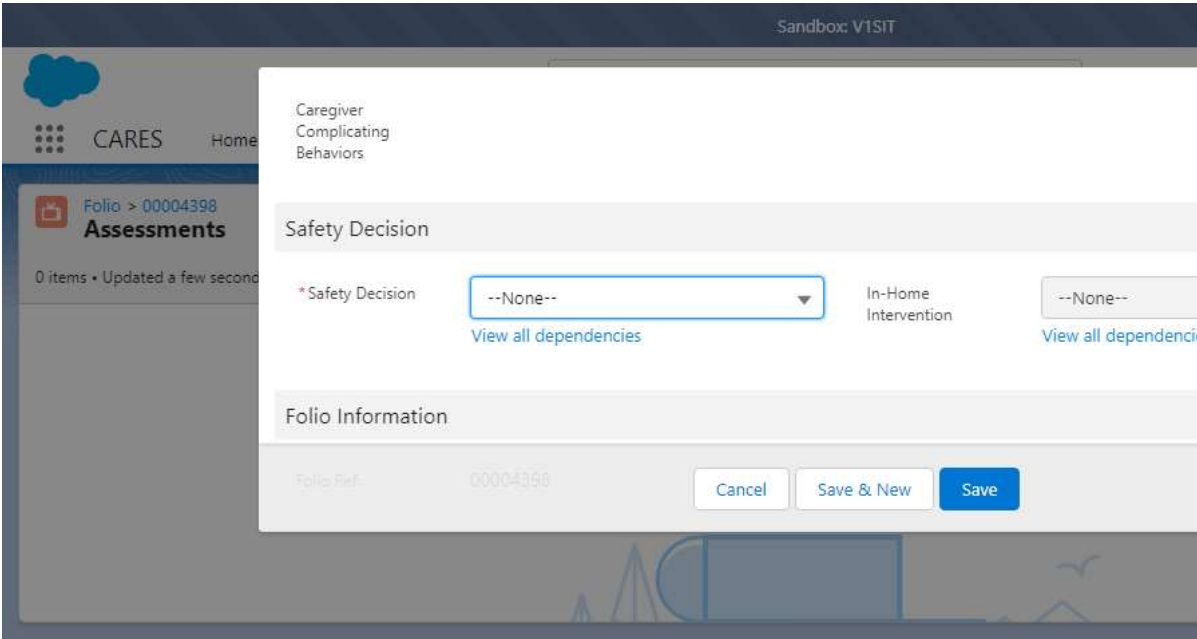 Sandbox: V1SIT
CARES
Home
Folio > 00004398
Assessments
0 items • Updated a few second
Caregiver
Complicating
Behaviors
Safety Decision
*Safety Decision
--None--
View all dependencies
In-Home
Intervention
--None--
View all dependencie
Folio Information
Folio Ref
00004398
Cancel
Save & New
Save